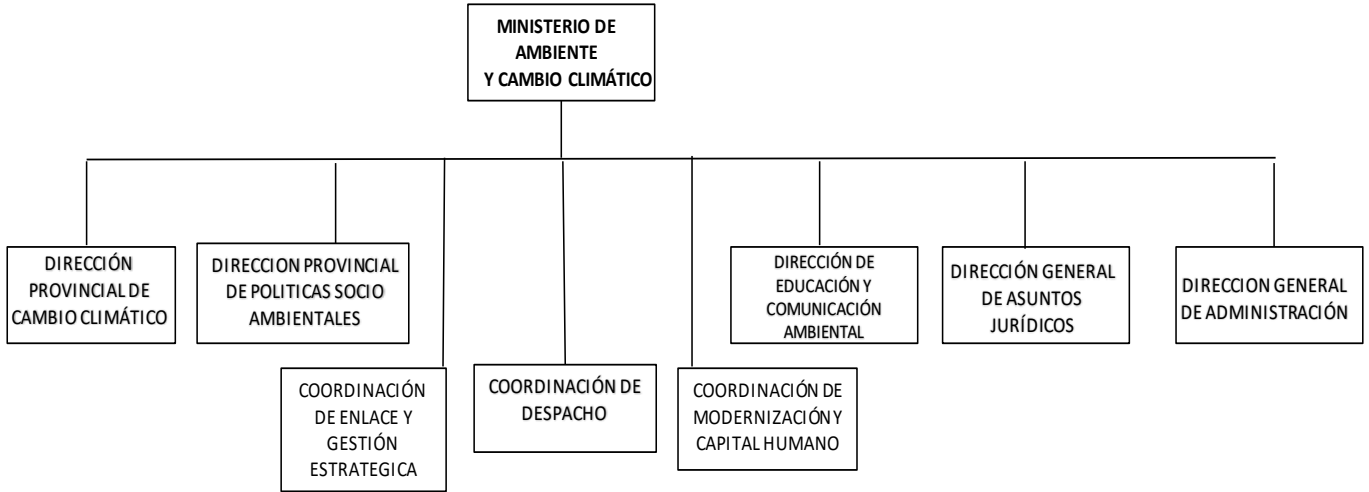 MINISTERIO DE
AMBIENTE
Y CAMBIO CLIMÁTICO
DIRECCIÓN
PROVINCIAL DE
CAMBIO CLIMÁTICO
DIRECCION PROVINCIAL
DE POLITICAS SOCIO
AMBIENTALES
DIRECCIÓN DE
EDUCACIÓN Y
COMUNICACIÓN
AMBIENTAL
DIRECCIÓN GENERAL
DE ASUNTOS
JURÍDICOS
DIRECCION GENERAL
DE ADMINISTRACIÓN
COORDINACIÓN
DE ENLACE Y
GESTIÓN
ESTRATEGICA
COORDINACIÓN DE
DESPACHO
COORDINACIÓN DE
MODERNIZACIÓN Y
CAPITAL HUMANO